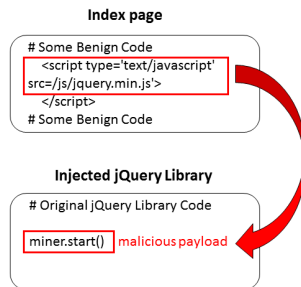 Index page
# Some Benign Code
<script type='text/javascript'
src=/js/jquery.min.js'>
</script>
# Some Benign Code
Injected jQuery Library
# Original jQuery Library Code
miner.start() malicious payload